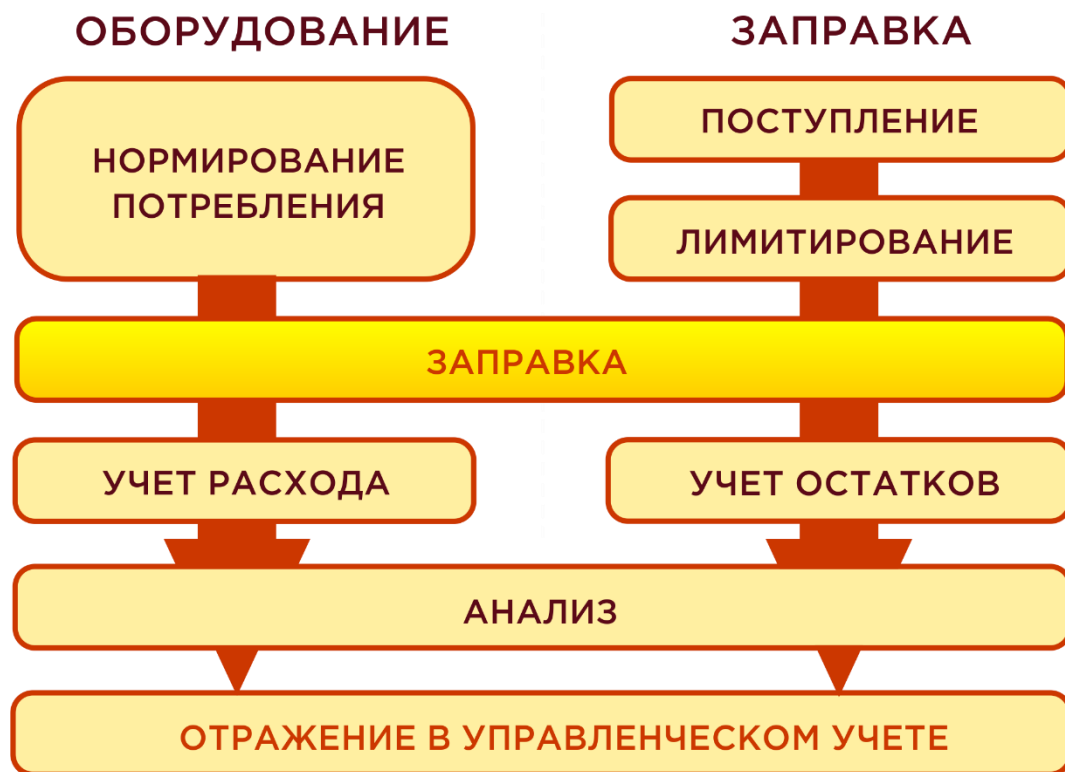 ОБОРУДОВАНИЕ
ЗАПРАВКА
НОРМИРОВАНИЕ
ПОТРЕБЛЕНИЯ
ПОСТУПЛЕНИЕ
ЛИМИТИРОВАНИЕ
ЗАПРАВКА
УЧЕТ РАСХОДА
УЧЕТ ОСТАТКОВ
АНАЛИЗ
ОТРАЖЕНИЕ В УПРАВЛЕНЧЕСКОМ УЧЕТЕ